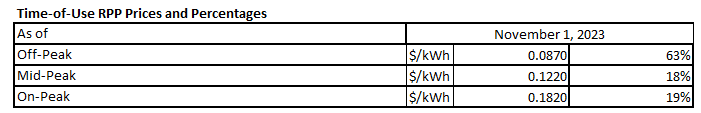 Time-of-Use RPP Prices and Percentages
As of November 1, 2023
Off-Peak $/kWh 0.0870 63%
Mid-Peak $/kWh 0.1220 18%
On-Peak $/kWh 0.1820 19%